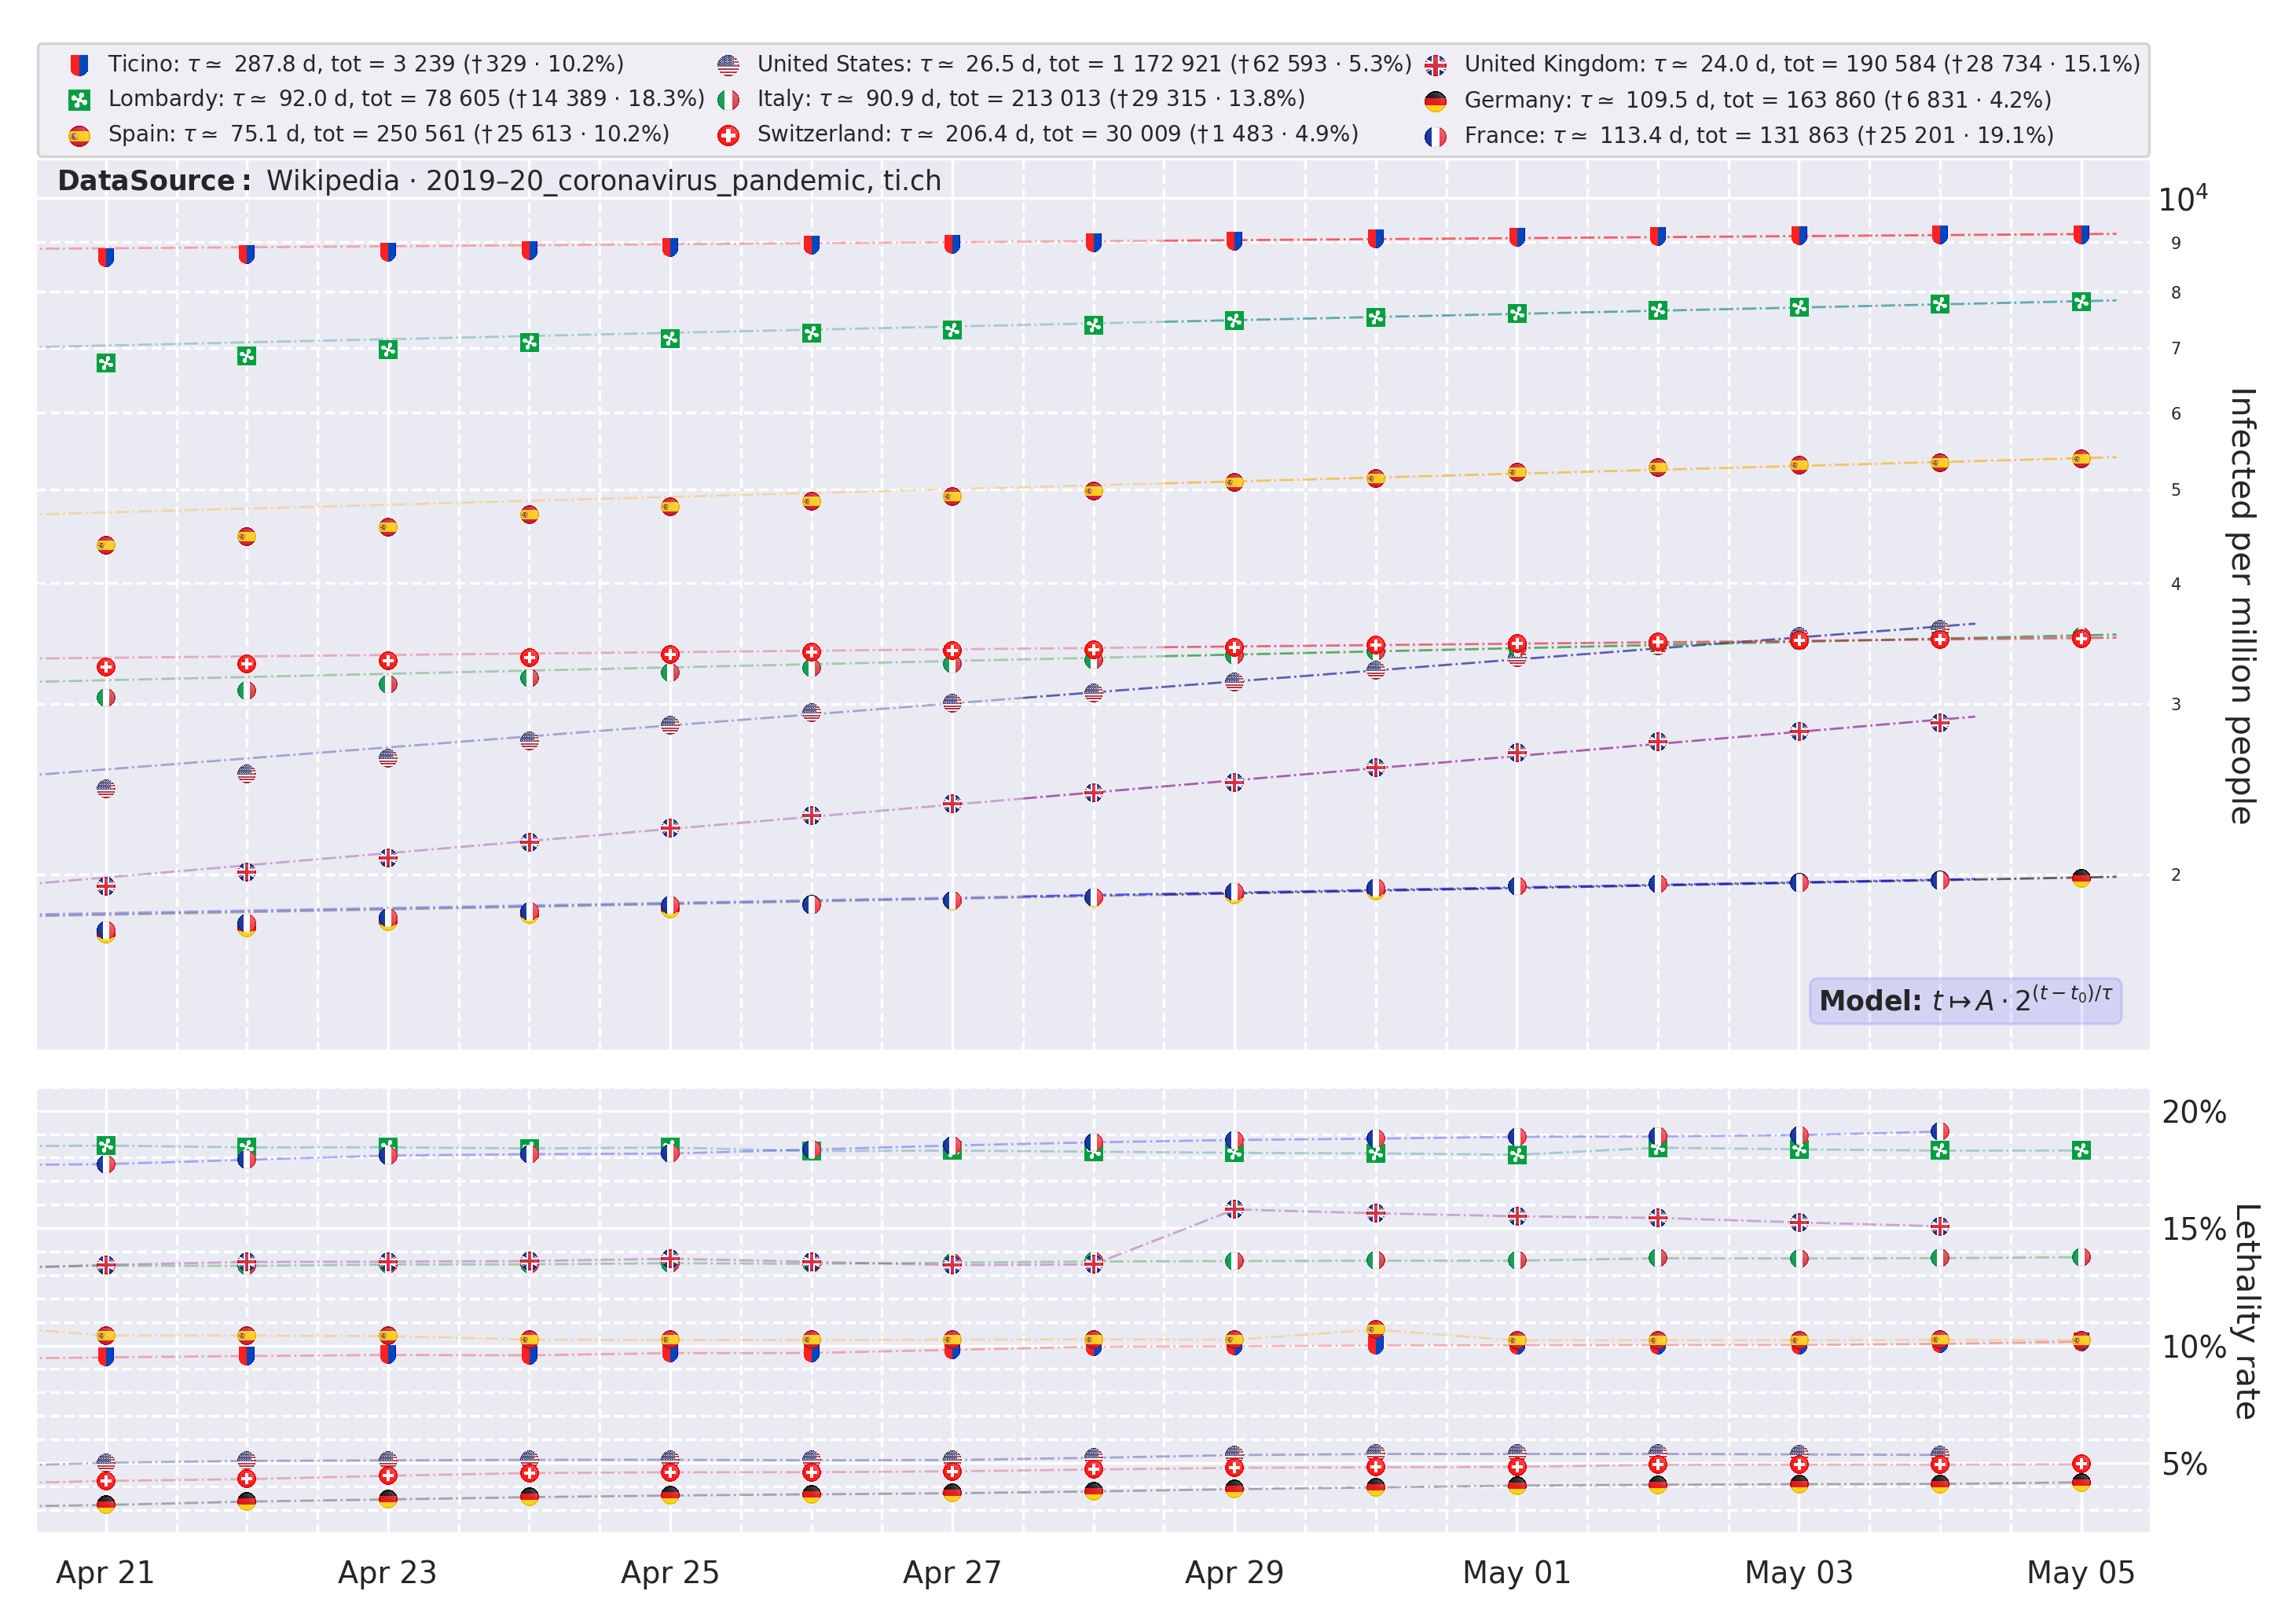 Ticino: τ ≃ 287.8 d, tot = 3 239 (†329 · 10.2%)
United States: τ ≃ 26.5 d, tot = 1 172 921 (†62 593 · 5.3%)
United Kingdom: τ ≃ 24.0 d, tot = 190 584 (†28 734 · 15.1%)
Lombardy: τ ≃ 92.0 d, tot = 78 605 (†14 389 · 18.3%)
Italy: τ ≃ 90.9 d, tot = 213 013 (†29 315 · 13.8%)
Germany: τ ≃ 109.5 d, tot = 163 860 (†6 831 · 4.2%)
Spain: τ ≃ 75.1 d, tot = 250 561 (†25 613 · 10.2%)
Switzerland: τ ≃ 206.4 d, tot = 30 009 (†1 483 · 4.9%)
France: τ ≃ 113.4 d, tot = 131 863 (†25 201 · 19.1%)
DataSource: Wikipedia · 2019–20_coronavirus_pandemic, ti.ch
10⁴
9
8
7
6
5
4
3
2
Infected per million people
Model: t ↦ A · 2^{(t − t₀)/τ}
20%
15%
10%
5%
Lethality rate
Apr 21
Apr 23
Apr 25
Apr 27
Apr 29
May 01
May 03
May 05